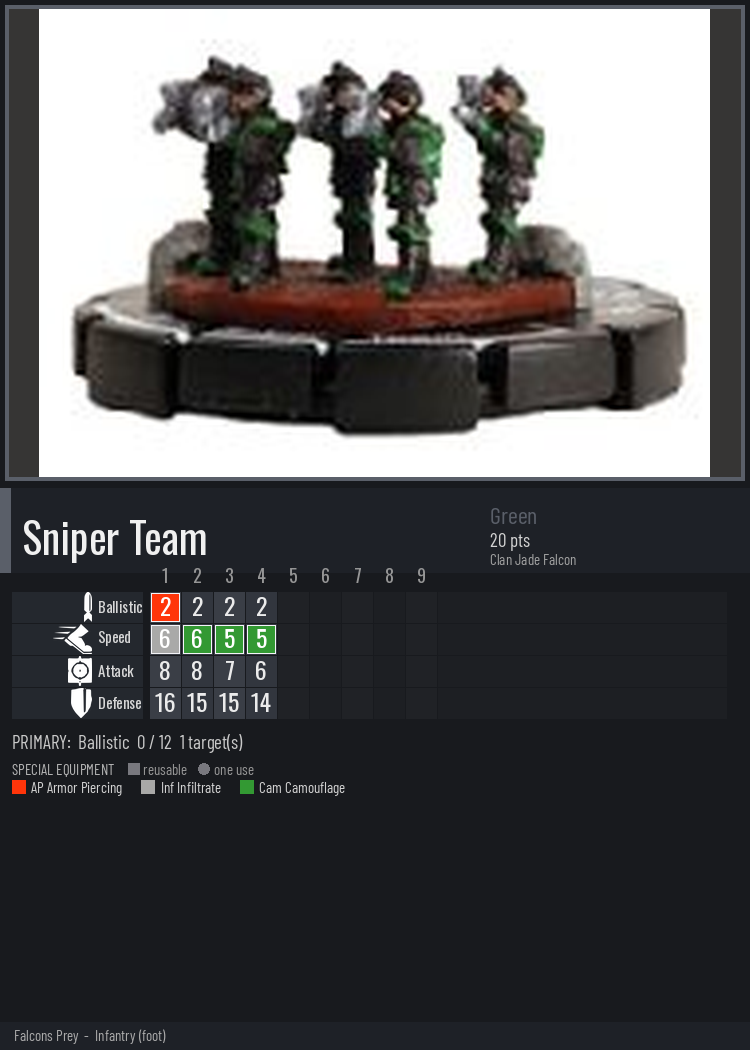 Sniper Team
Green
20 pts
Clan Jade Falcon
1 2 3 4 5 6 7 8 9
Ballistic 2 2 2 2
Speed 6 6 5 5
Attack 8 8 7 6
Defense 16 15 15 14
PRIMARY: Ballistic 0 / 12 1 target(s)
SPECIAL EQUIPMENT reusable one use
AP Armor Piercing Inf Infiltrate Cam Camouflage
Falcons Prey - Infantry (foot)